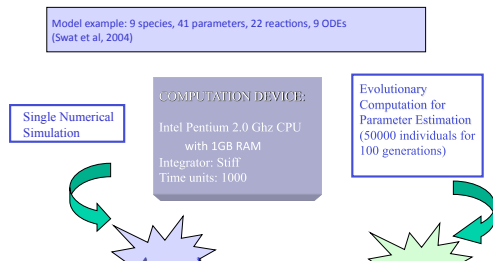 Model example: 9 species, 41 parameters, 22 reactions, 9 ODEs
(Swat et al, 2004)
COMPUTATION DEVICE:
Intel Pentium 2.0 Ghz CPU
with 1GB RAM
Integrator: Stiff
Time units: 1000
Single Numerical
Simulation
Evolutionary
Computation for
Parameter Estimation
(50000 individuals for
100 generations)